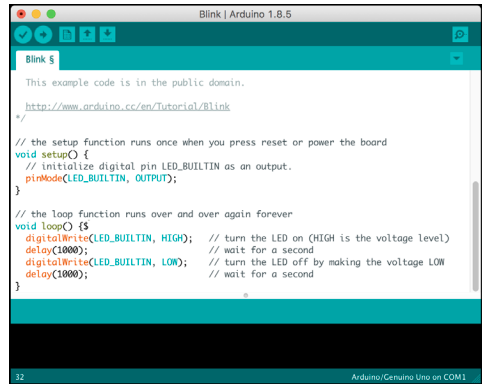 Blink | Arduino 1.8.5
Blink §
This example code is in the public domain.
http://www.arduino.cc/en/Tutorial/Blink
*/
// the setup function runs once when you press reset or power the board
void setup() {
// initialize digital pin LED_BUILTIN as an output.
pinMode(LED_BUILTIN, OUTPUT);
}
// the loop function runs over and over again forever
void loop() {$
digitalWrite(LED_BUILTIN, HIGH); // turn the LED on (HIGH is the voltage level)
delay(1000); // wait for a second
digitalWrite(LED_BUILTIN, LOW); // turn the LED off by making the voltage LOW
delay(1000); // wait for a second
}
32 Arduino/Genuino Uno on COM1